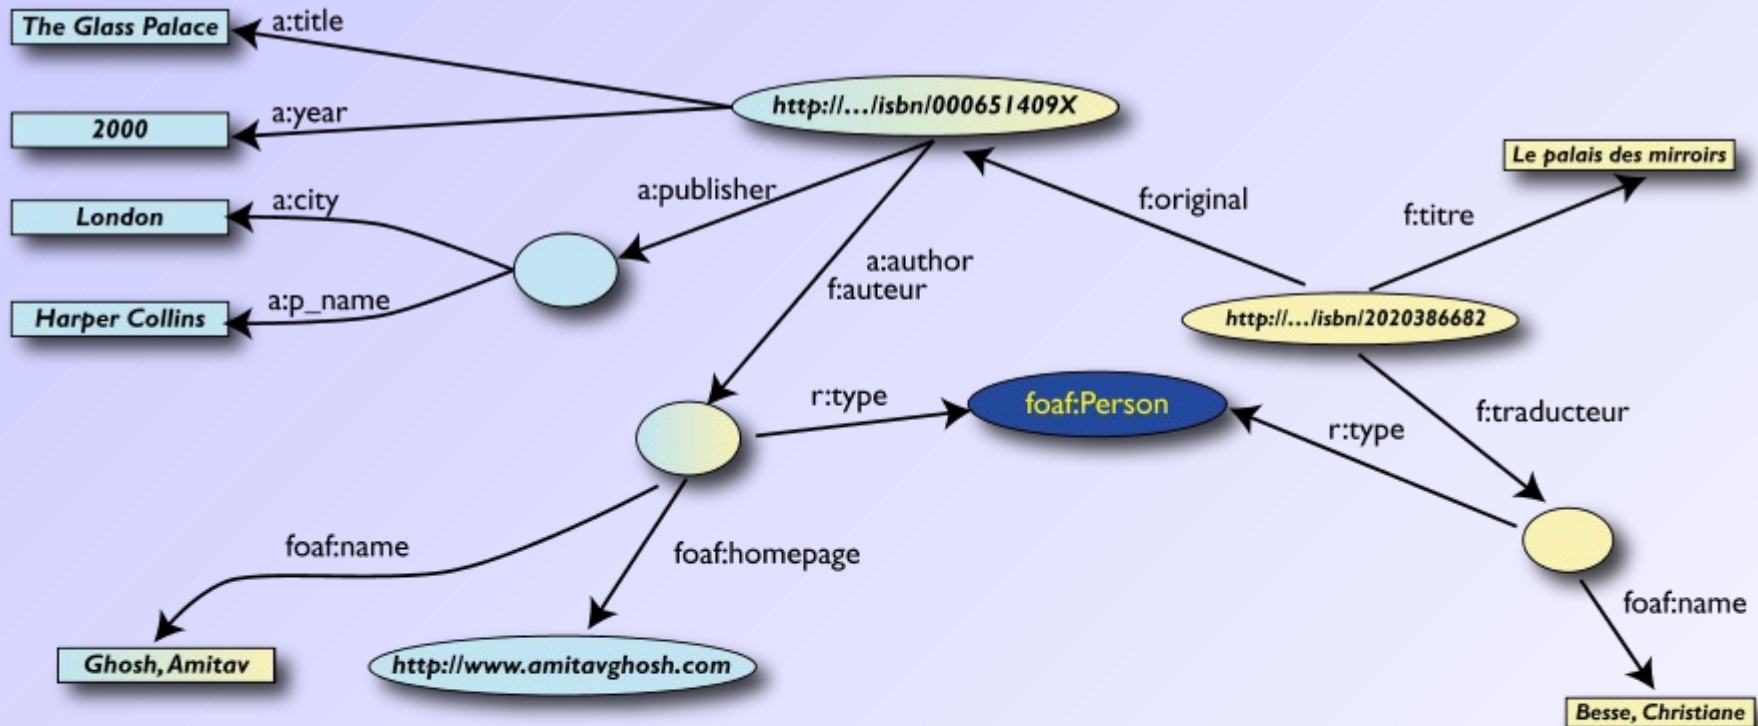 The Glass Palace
a:title
http://…/isbn/000651409X
2000
a:year
Le palais des mirroirs
London
a:city
a:publisher
f:original
f:titre
a:author
f:auteur
Harper Collins
a:p_name
http://…/isbn/2020386682
r:type
foaf:Person
r:type
f:traducteur
foaf:name
foaf:homepage
foaf:name
Ghosh, Amitav
http://www.amitavghosh.com
Besse, Christiane